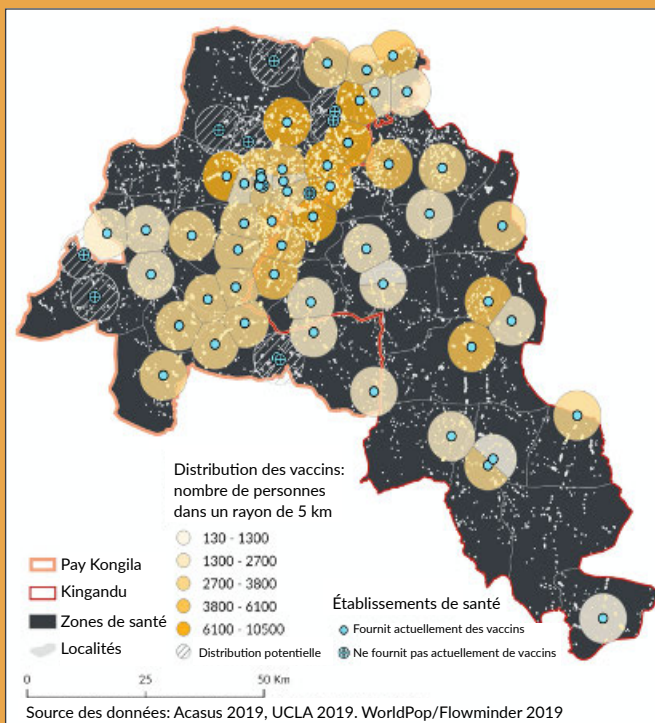 Distribution des vaccins:
nombre de personnes
dans un rayon de 5 km
130 - 1300
1300 - 2700
2700 - 3800
3800 - 6100
6100 - 10500
Distribution potentielle
Pay Kongila
Kingandu
Zones de santé
Localités
Établissements de santé
Fournit actuellement des vaccins
Ne fournit pas actuellement de vaccins
0 25 50 Km
Source des données: Acasus 2019, UCLA 2019. WorldPop/Flowminder 2019